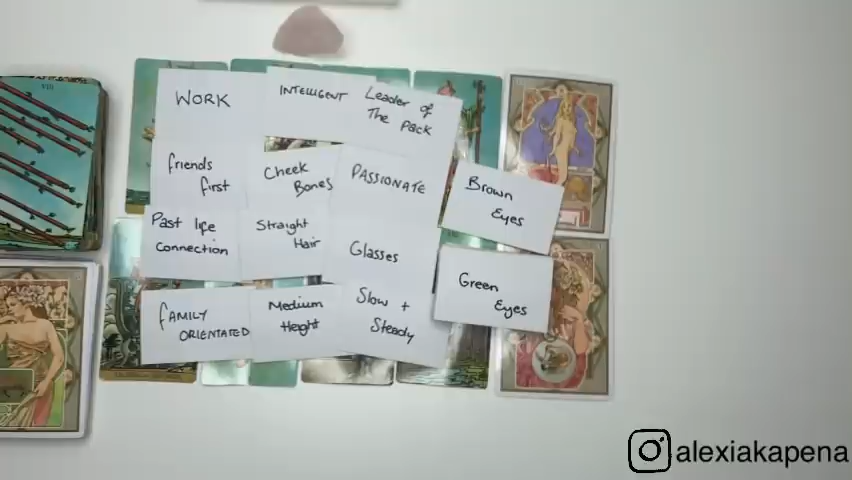 VIII
WORK
INTELLIGENT
Leader of
The pack
friends
first
Cheek
Bones
PASSIONATE
Brown
Eyes
Past life
connection
Straight
Hair
Glasses
Green
Eyes
FAMILY
ORIENTATED
Medium
Height
Slow +
Steady
alexiakapena